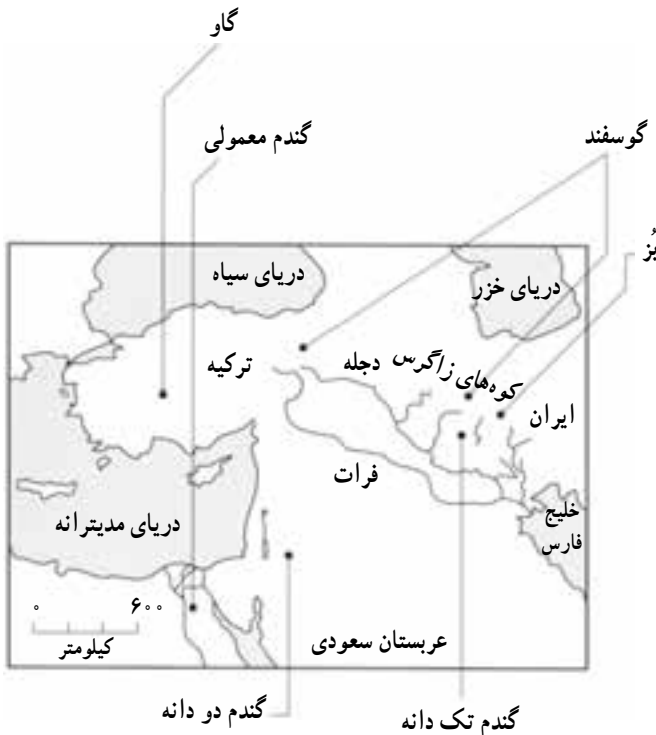 گاو
گندم معمولی
گوسفند
بُز
دریای سیاه
دریای خزر
ترکیه
دجله
کوه‌های زاگرس
ایران
فرات
دریای مدیترانه
خلیج
فارس
۰ ۶۰۰
کیلومتر
عربستان سعودی
گندم دو دانه
گندم تک دانه